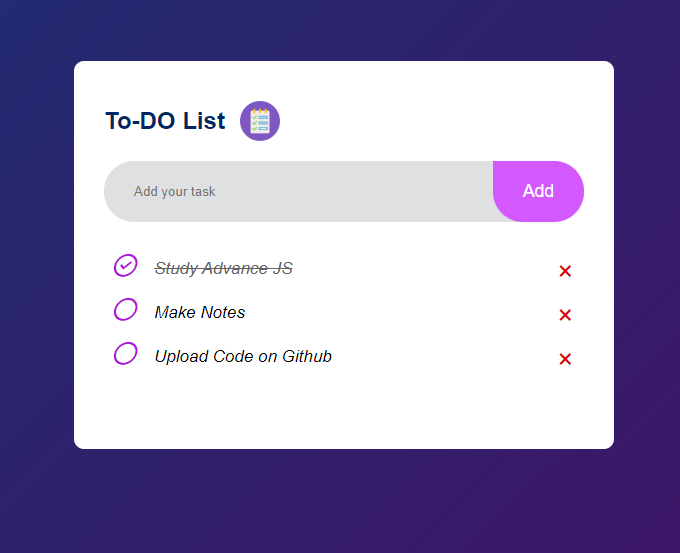 To-DO List
Add your task
Add
Study Advance JS
Make Notes
Upload Code on Github